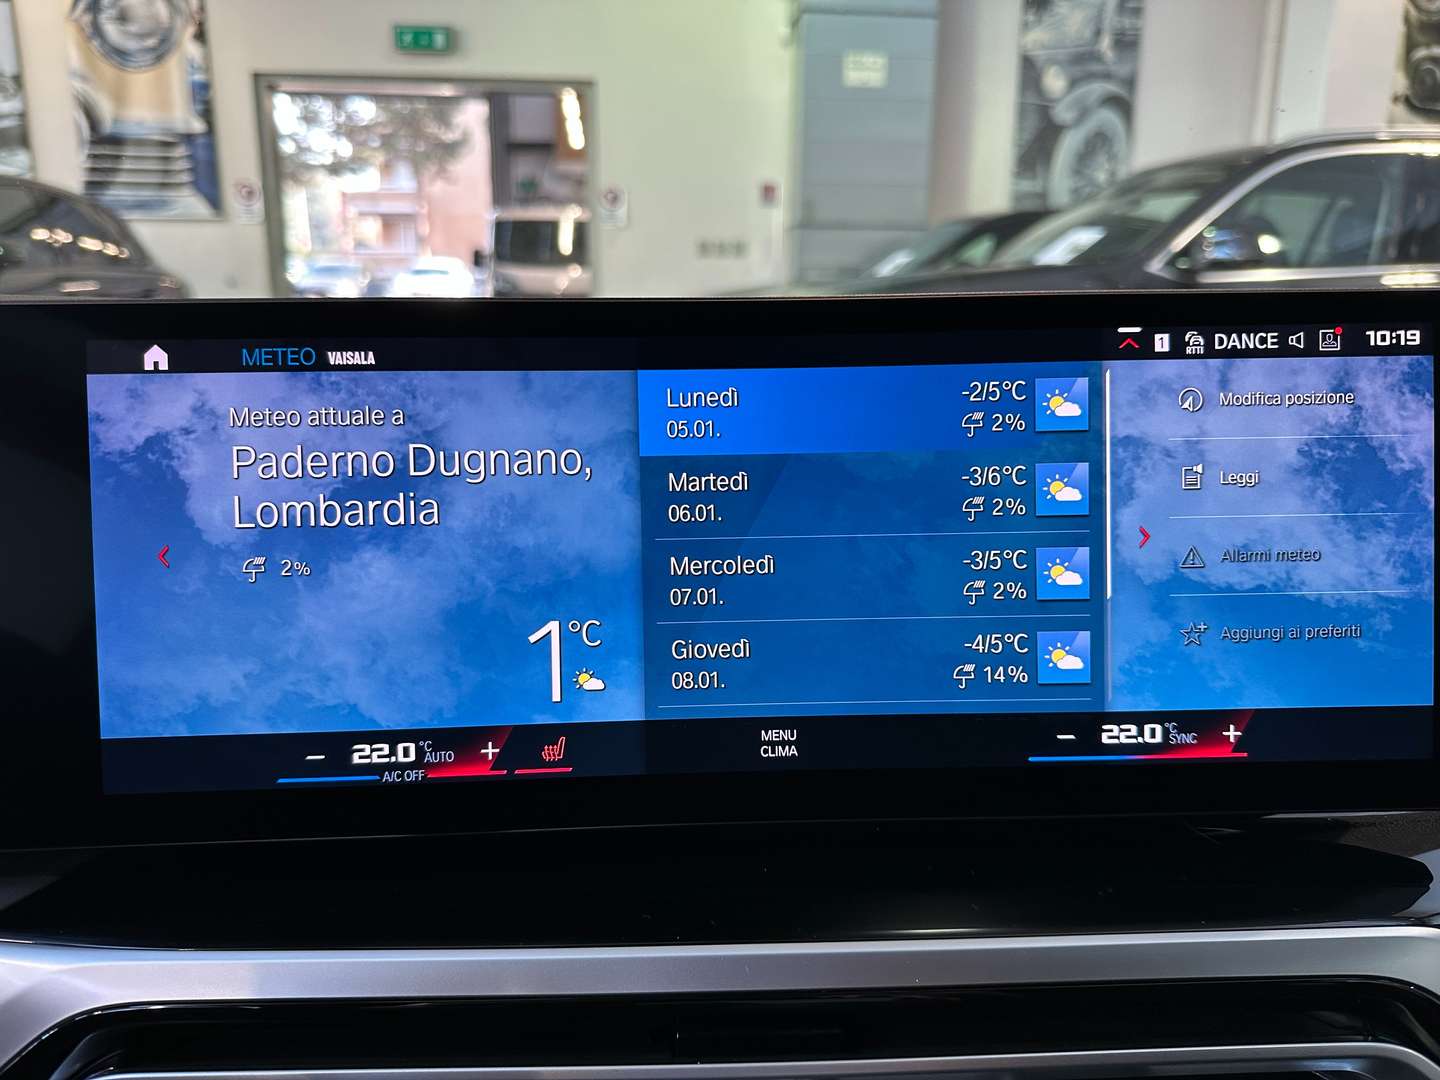 METEO VAISALA
1 RTTI DANCE 10:19
Meteo attuale a
Paderno Dugnano,
Lombardia
2%
1°C
Lunedì -2/5°C
05.01. 2%
Martedì -3/6°C
06.01. 2%
Mercoledì -3/5°C
07.01. 2%
Giovedì -4/5°C
08.01. 14%
Modifica posizione
Leggi
Allarmi meteo
Aggiungi ai preferiti
− 22.0 °C AUTO +
A/C OFF
MENU
CLIMA
− 22.0 °C SYNC +